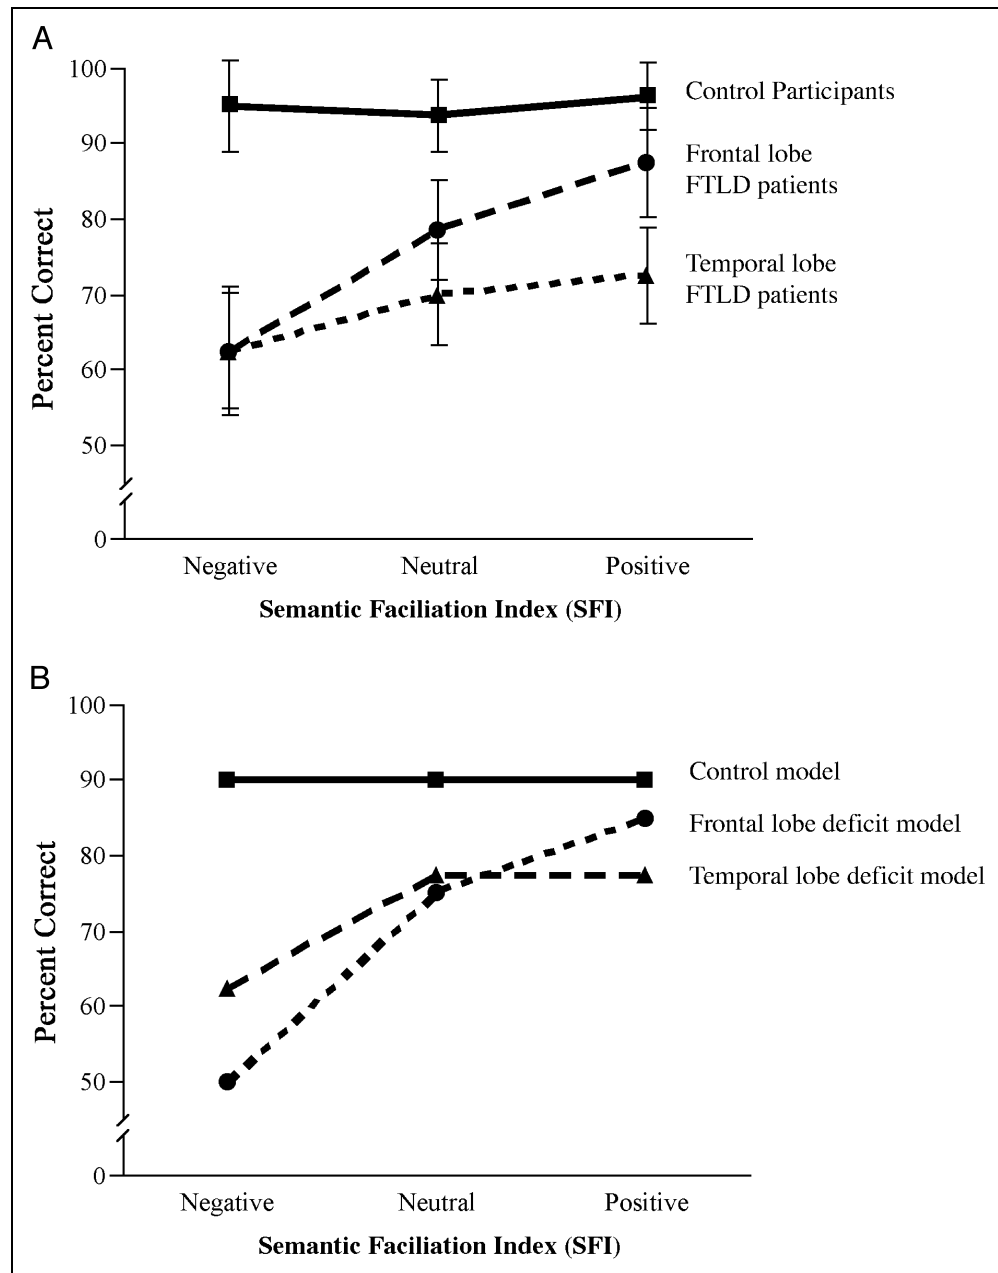 A
100
90
80
70
60
50
0
Percent Correct
Control Participants
Frontal lobe
FTLD patients
Temporal lobe
FTLD patients
Negative Neutral Positive
Semantic Faciliation Index (SFI)
B
100
90
80
70
60
50
0
Percent Correct
Control model
Frontal lobe deficit model
Temporal lobe deficit model
Negative Neutral Positive
Semantic Faciliation Index (SFI)